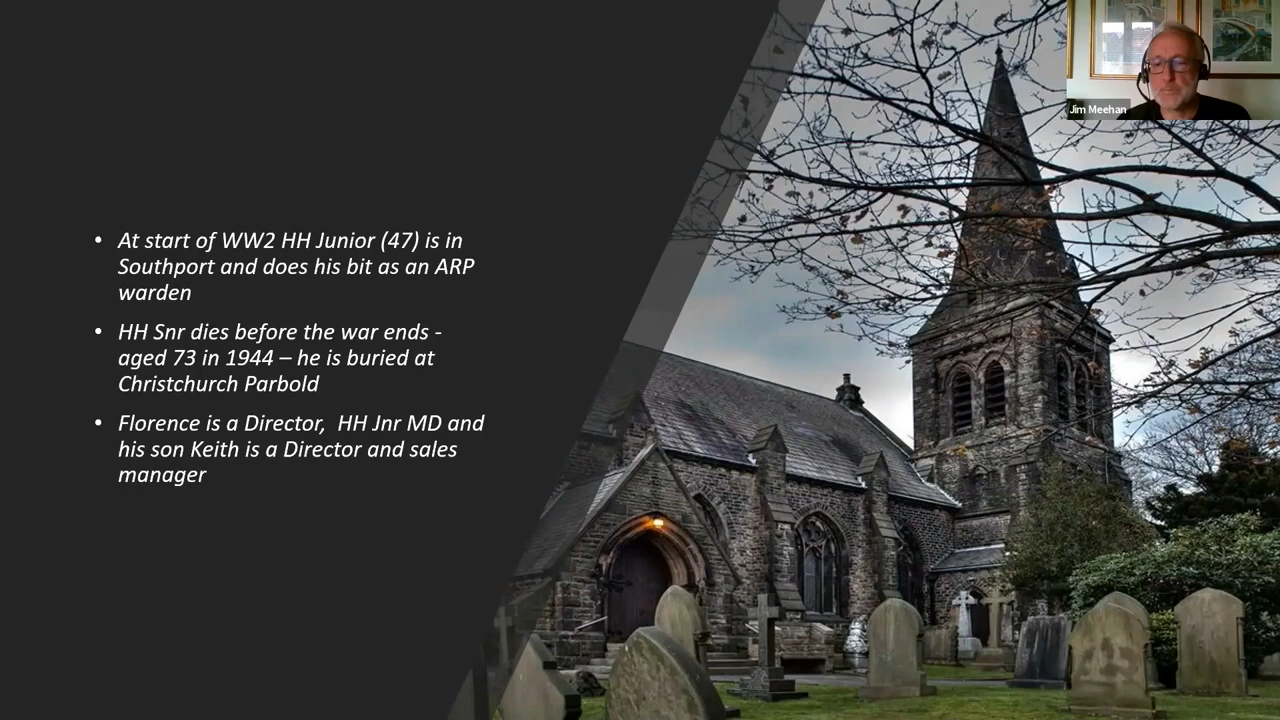 Jim Meehan
• At start of WW2 HH Junior (47) is in
Southport and does his bit as an ARP
warden
• HH Snr dies before the war ends -
aged 73 in 1944 – he is buried at
Christchurch Parbold
• Florence is a Director,  HH Jnr MD and
his son Keith is a Director and sales
manager